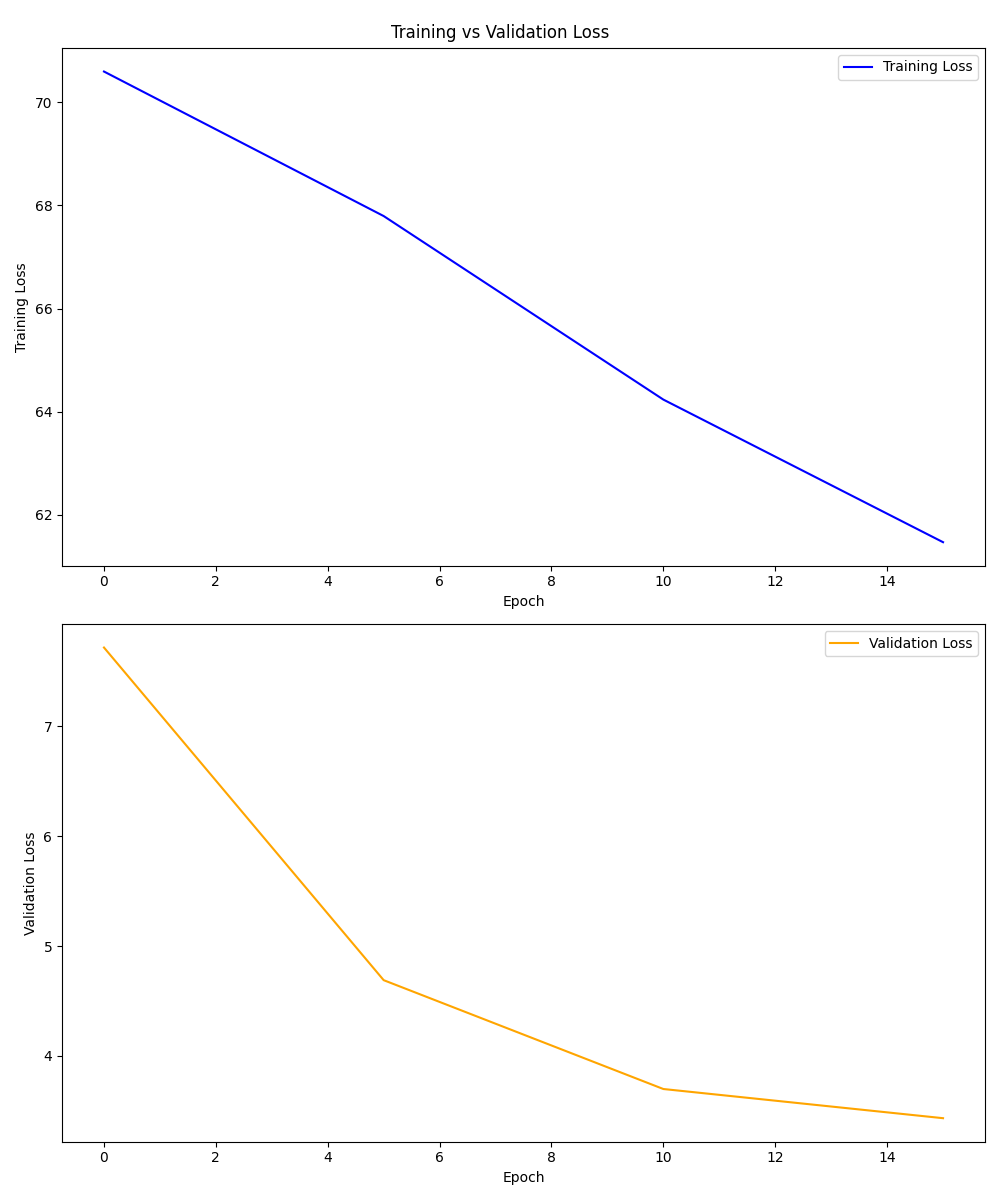 Training vs Validation Loss
Training Loss
70
68
66
64
62
Training Loss
0 2 4 6 8 10 12 14
Epoch
Validation Loss
7
6
5
4
Validation Loss
0 2 4 6 8 10 12 14
Epoch